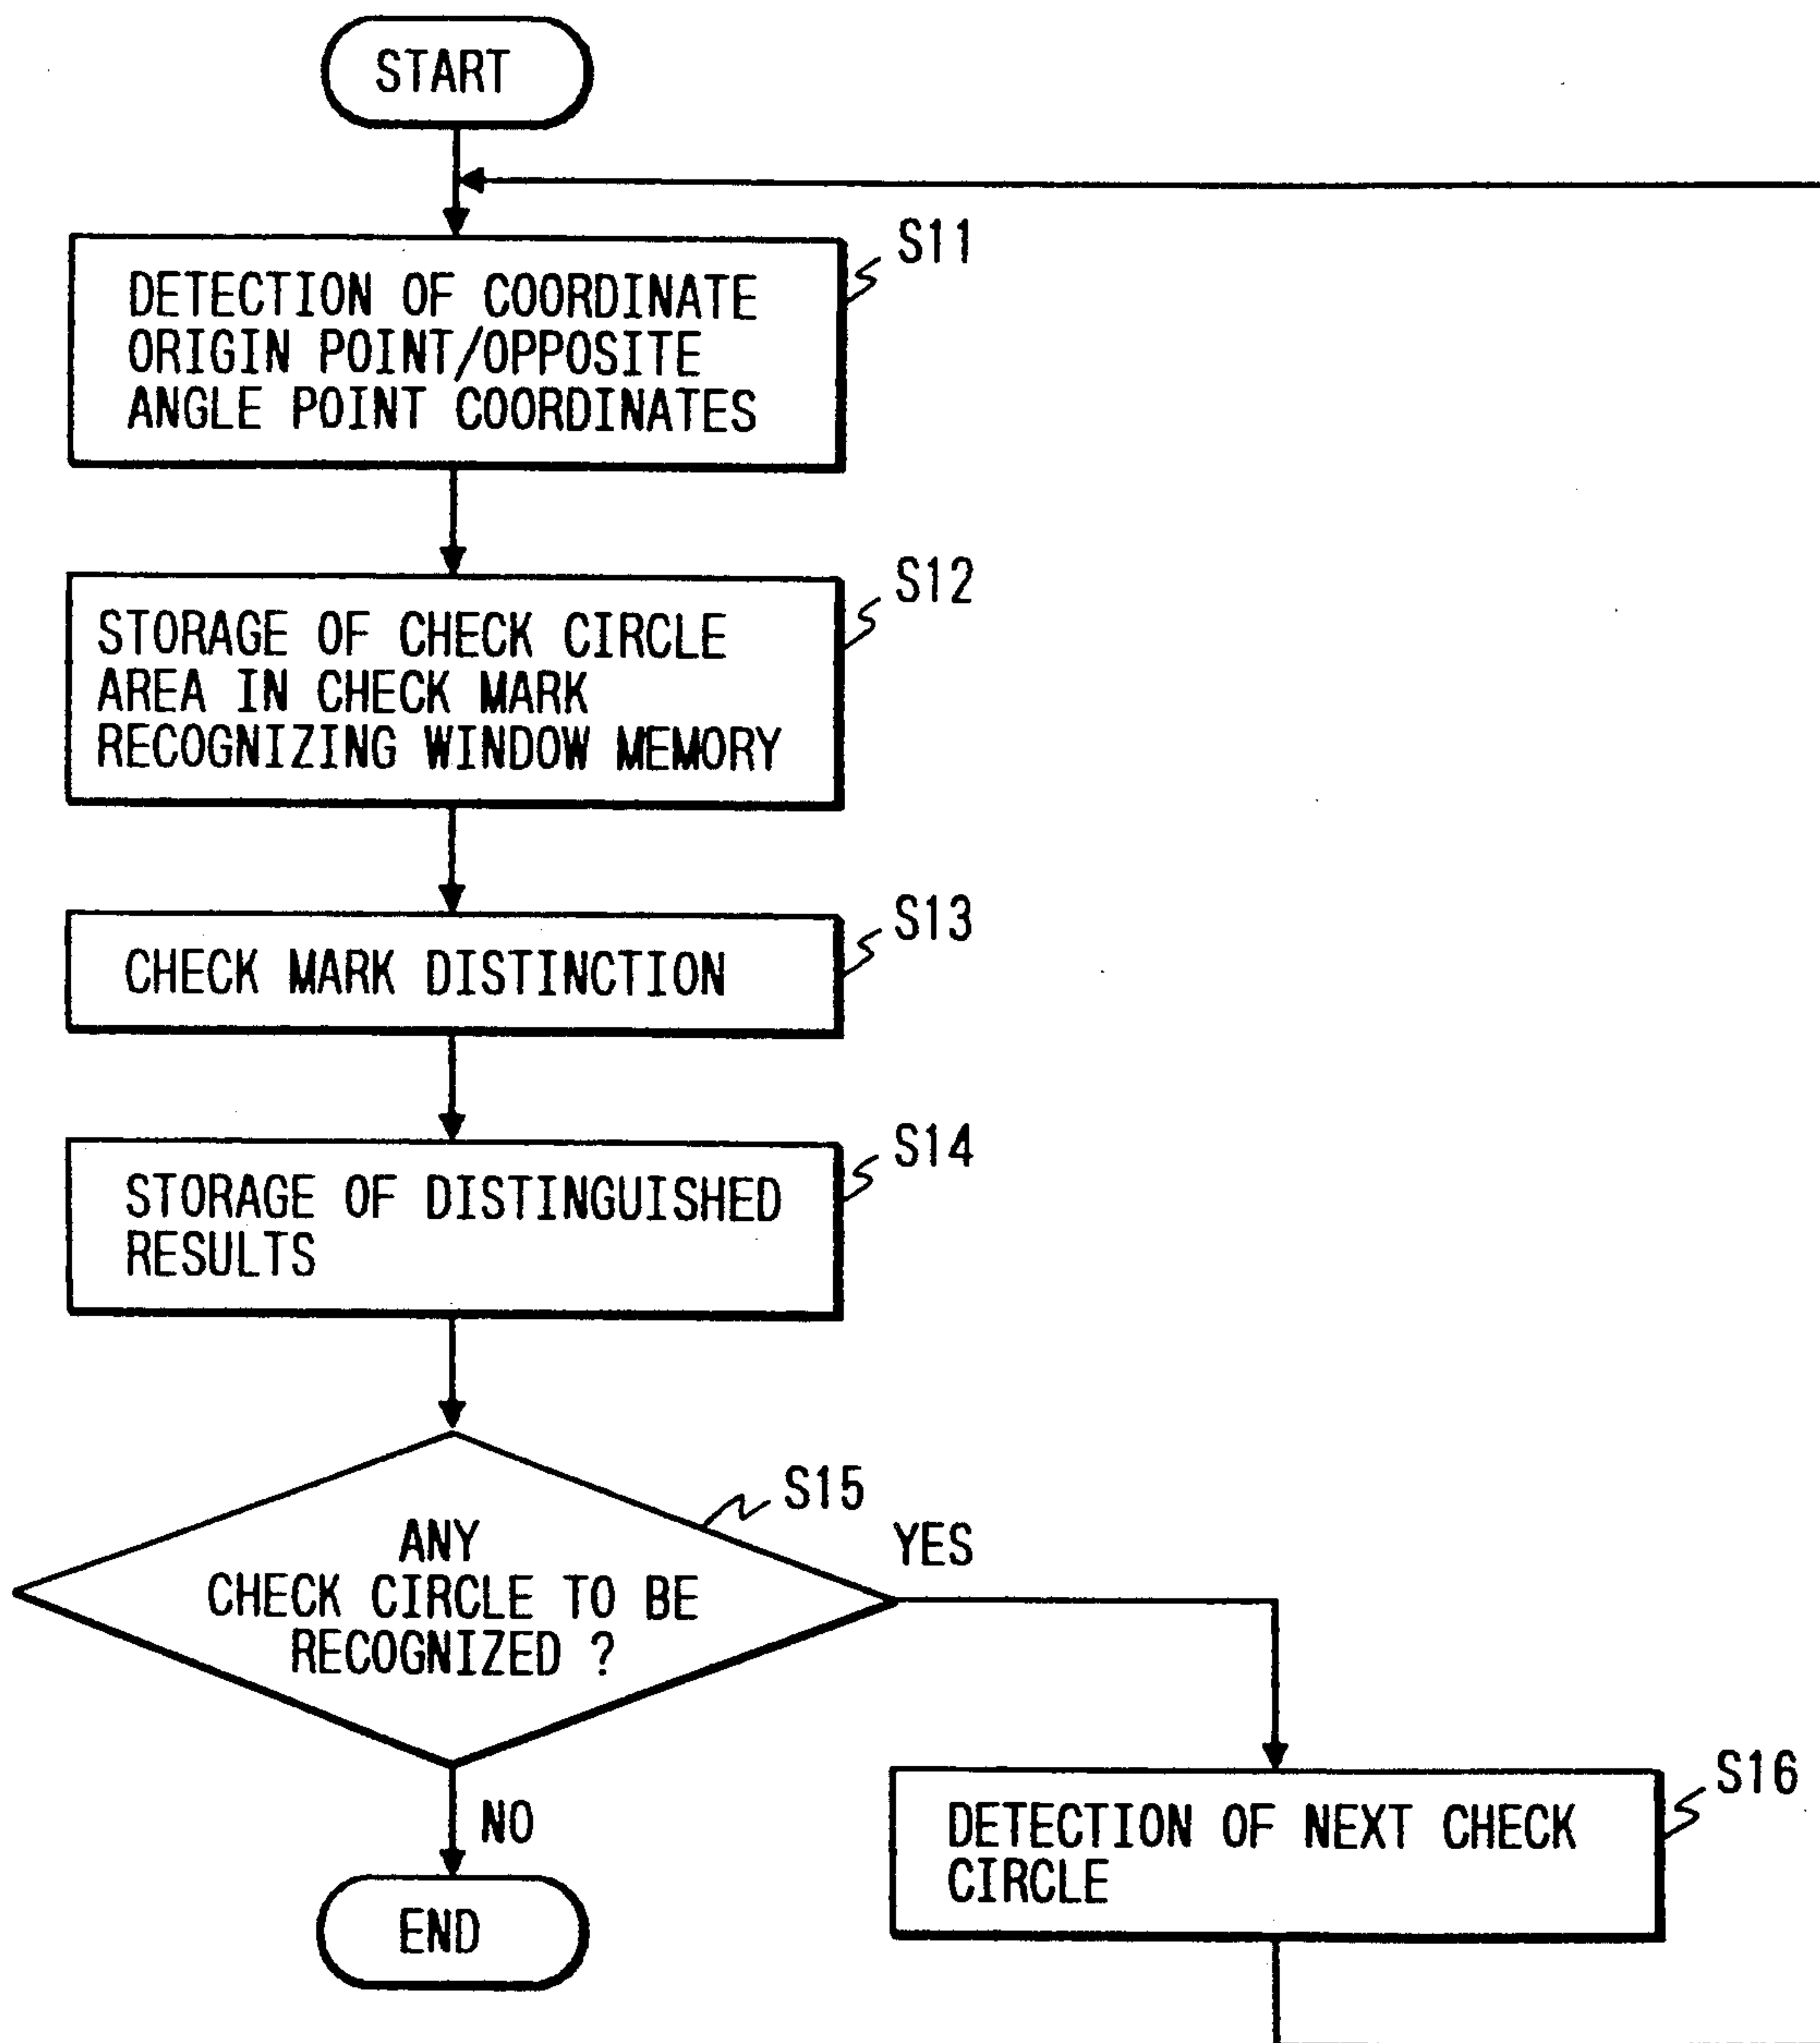 START
S11
DETECTION OF COORDINATE
ORIGIN POINT/OPPOSITE
ANGLE POINT COORDINATES
S12
STORAGE OF CHECK CIRCLE
AREA IN CHECK MARK
RECOGNIZING WINDOW MEMORY
S13
CHECK MARK DISTINCTION
S14
STORAGE OF DISTINGUISHED
RESULTS
S15
ANY
CHECK CIRCLE TO BE
RECOGNIZED ?
YES
NO
S16
DETECTION OF NEXT CHECK
CIRCLE
END